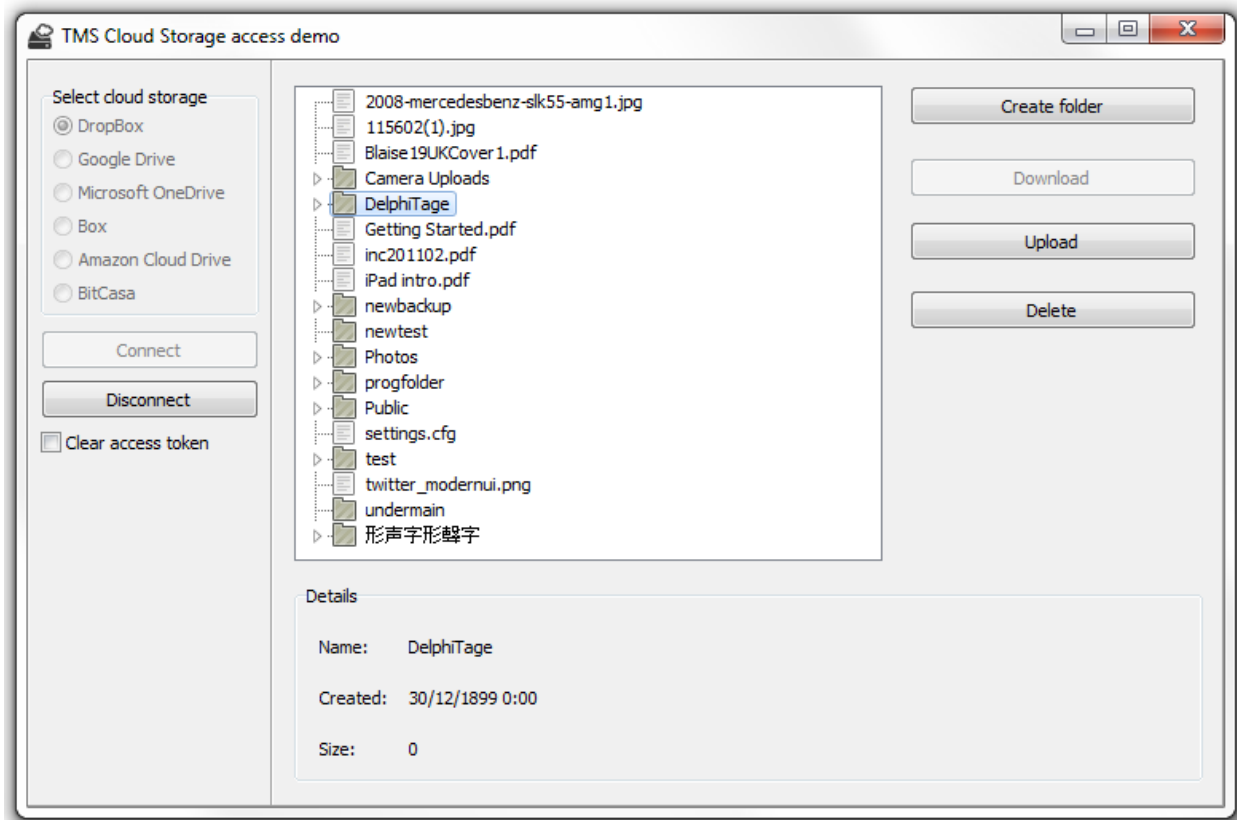 TMS Cloud Storage access demo
Select cloud storage
DropBox
Google Drive
Microsoft OneDrive
Box
Amazon Cloud Drive
BitCasa
Connect
Disconnect
Clear access token
2008-mercedesbenz-slk55-amg1.jpg
115602(1).jpg
Blaise19UKCover1.pdf
Camera Uploads
DelphiTage
Getting Started.pdf
inc201102.pdf
iPad intro.pdf
newbackup
newtest
Photos
progfolder
Public
settings.cfg
test
twitter_modernui.png
undermain
形声字形聲字
Create folder
Download
Upload
Delete
Details
Name: DelphiTage
Created: 30/12/1899 0:00
Size: 0